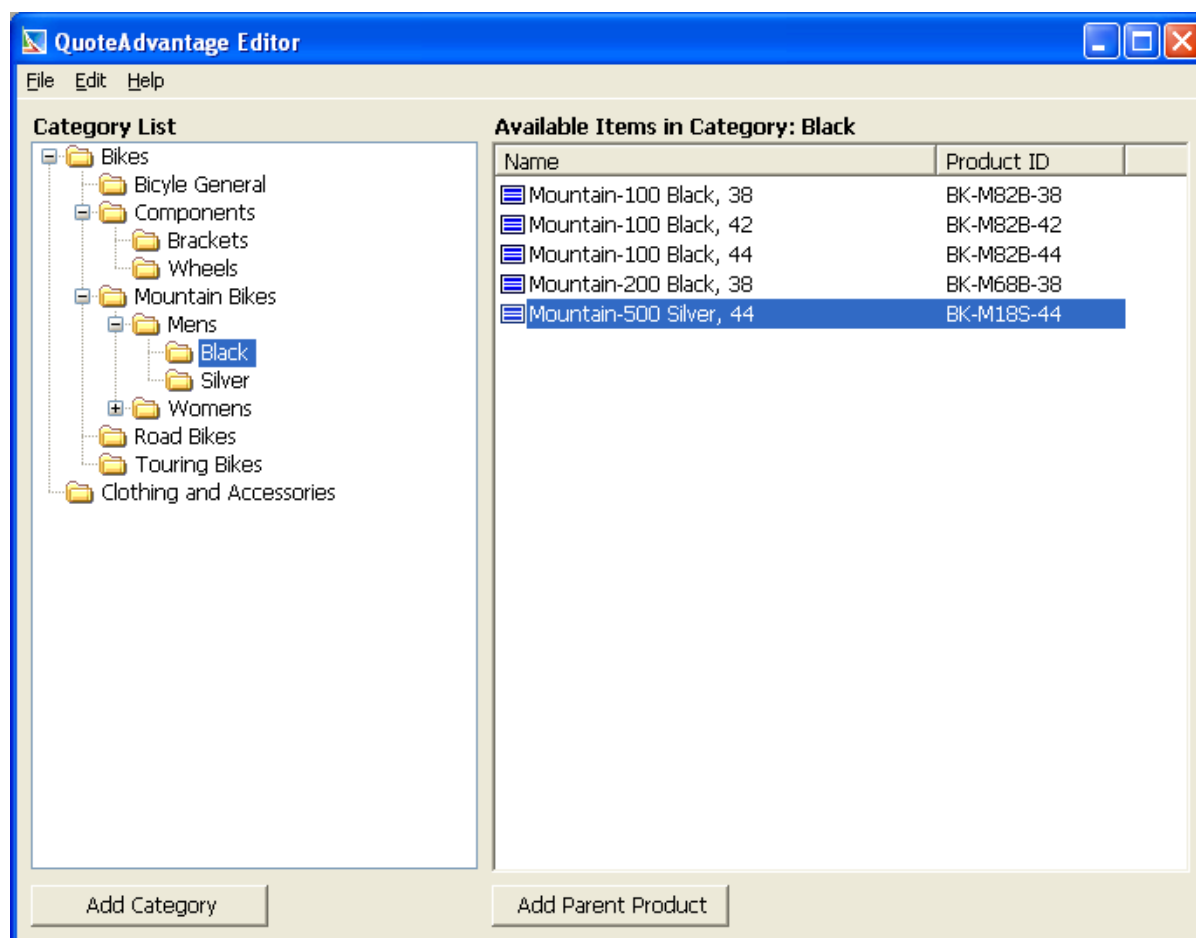 QuoteAdvantage Editor
File Edit Help
Category List
Bikes
Bicyle General
Components
Brackets
Wheels
Mountain Bikes
Mens
Black
Silver
Womens
Road Bikes
Touring Bikes
Clothing and Accessories
Add Category
Available Items in Category: Black
Name Product ID
Mountain-100 Black, 38 BK-M82B-38
Mountain-100 Black, 42 BK-M82B-42
Mountain-100 Black, 44 BK-M82B-44
Mountain-200 Black, 38 BK-M68B-38
Mountain-500 Silver, 44 BK-M18S-44
Add Parent Product